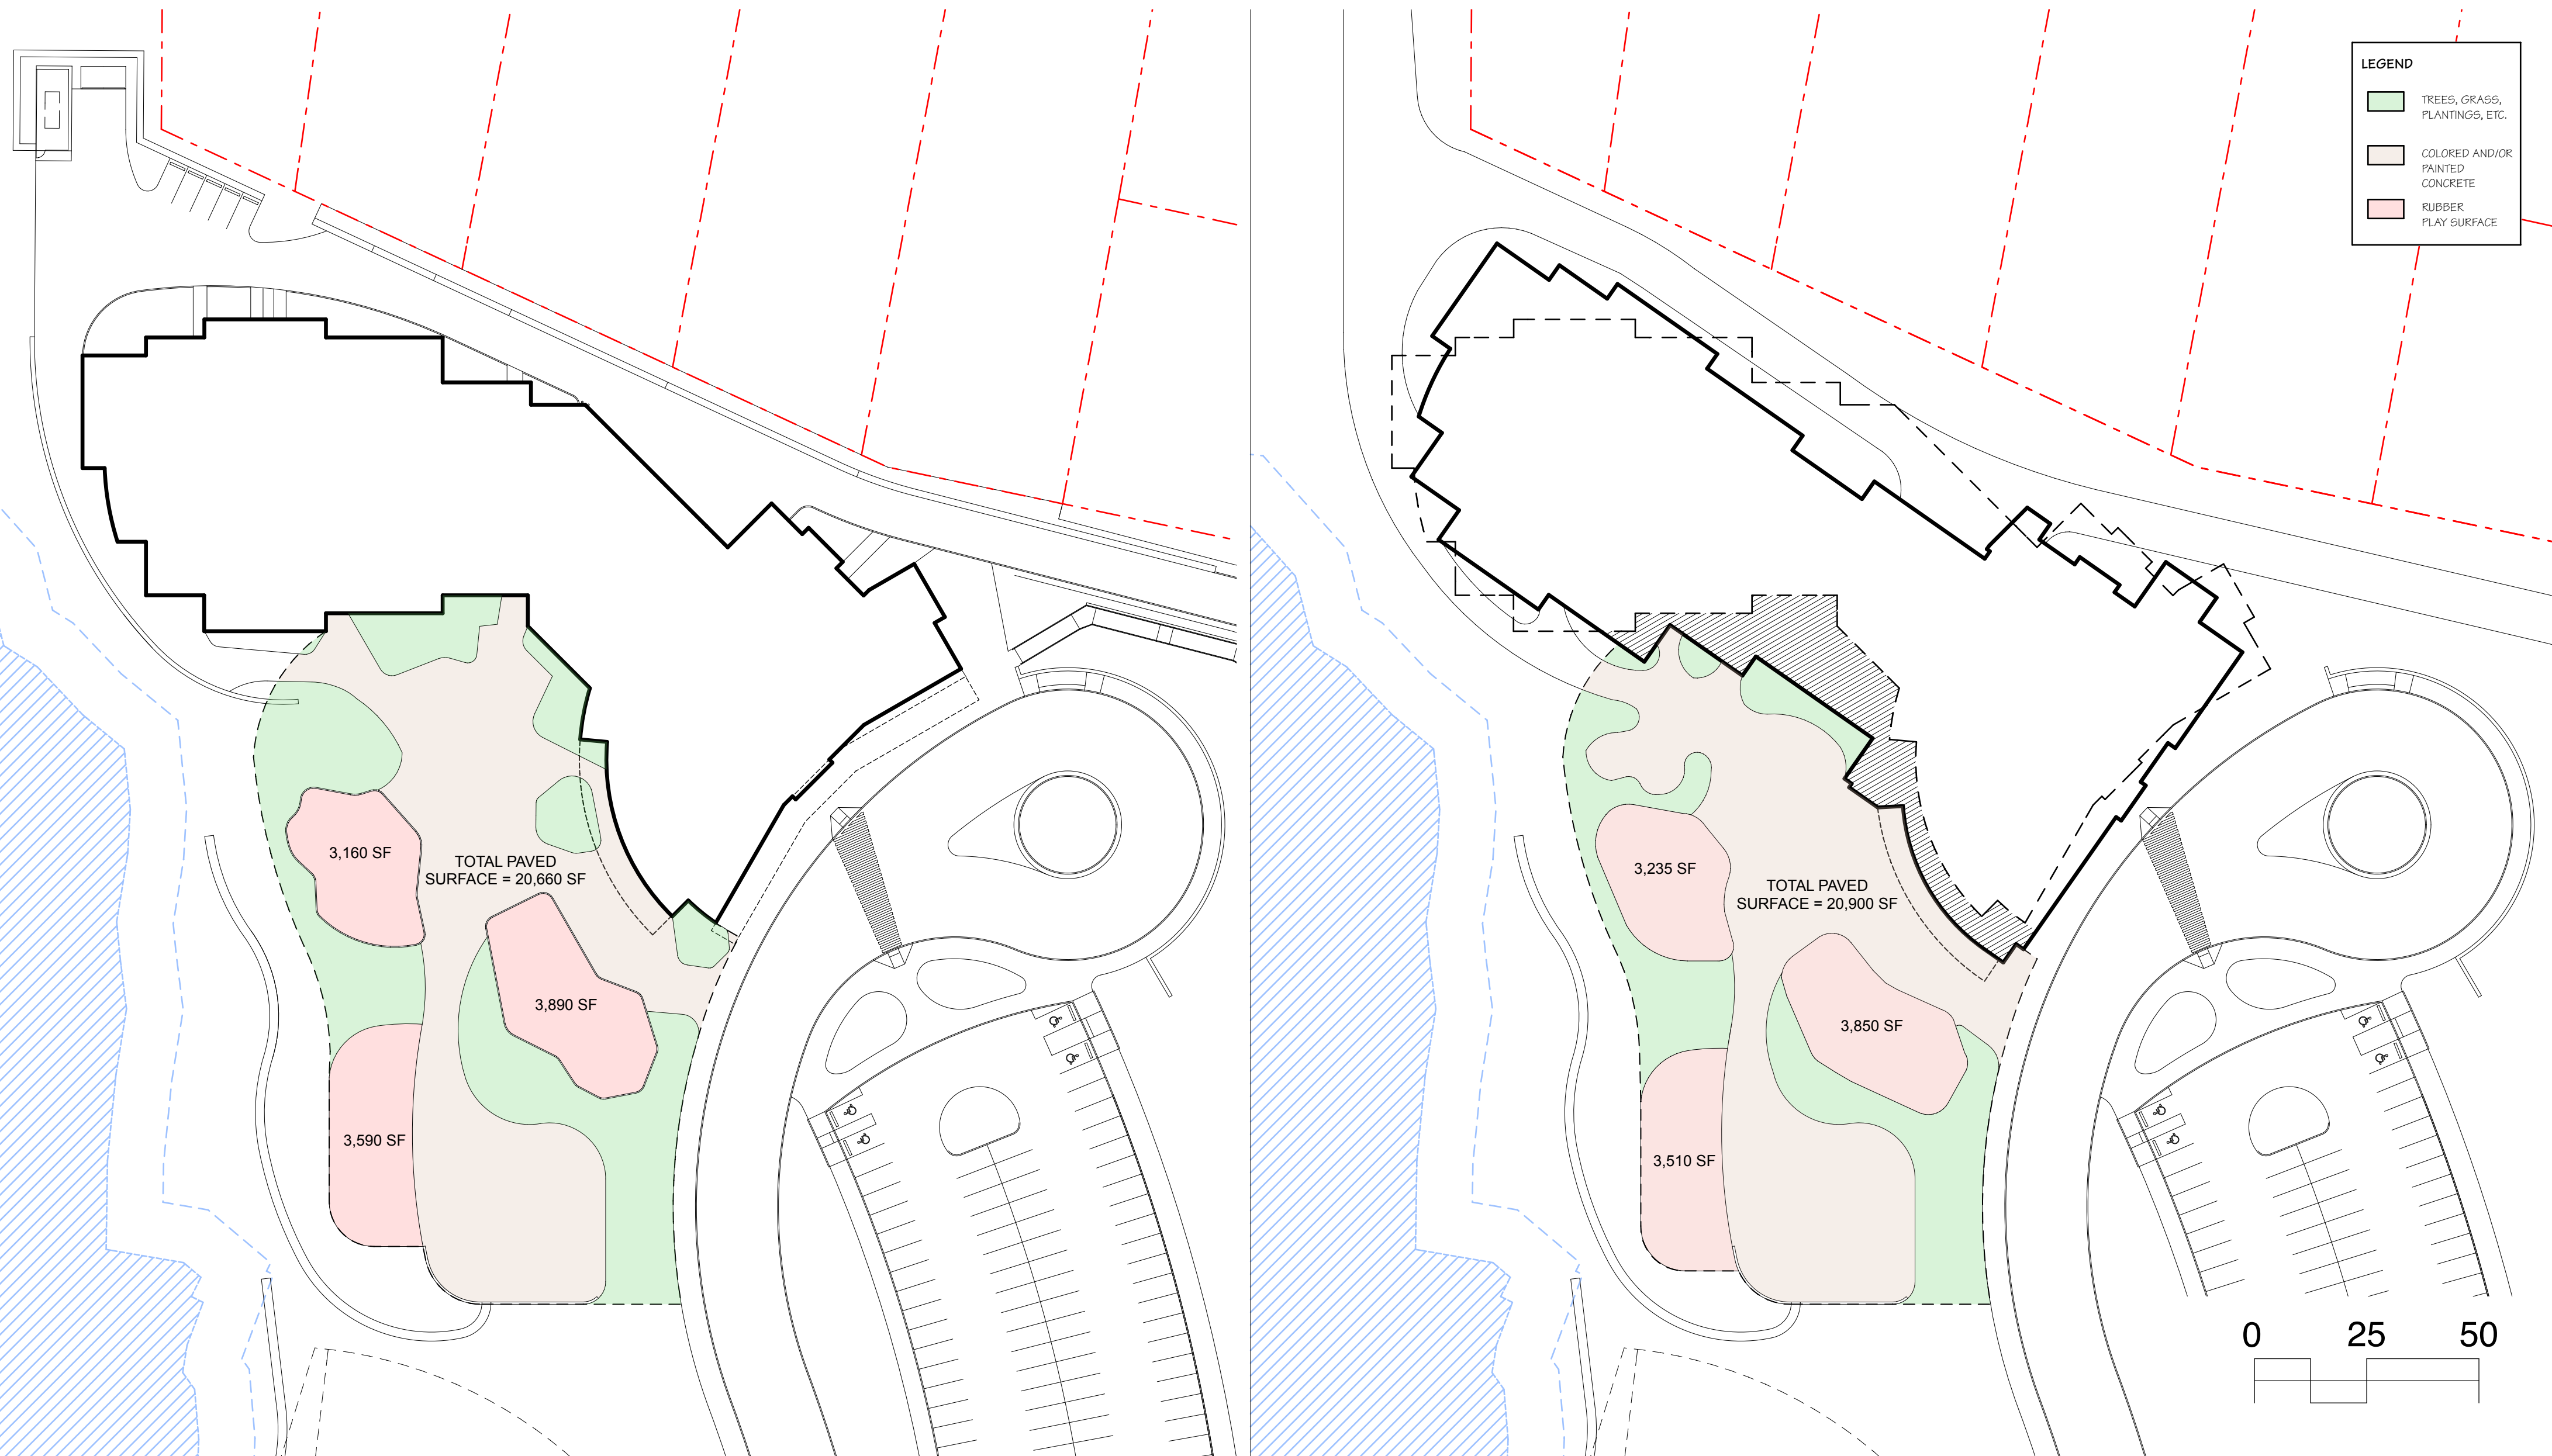 3,160 SF
TOTAL PAVED
SURFACE = 20,660 SF
3,890 SF
3,590 SF
LEGEND
TREES, GRASS,
PLANTINGS, ETC.
COLORED AND/OR
PAINTED
CONCRETE
RUBBER
PLAY SURFACE
3,235 SF
TOTAL PAVED
SURFACE = 20,900 SF
3,850 SF
3,510 SF
0 25 50